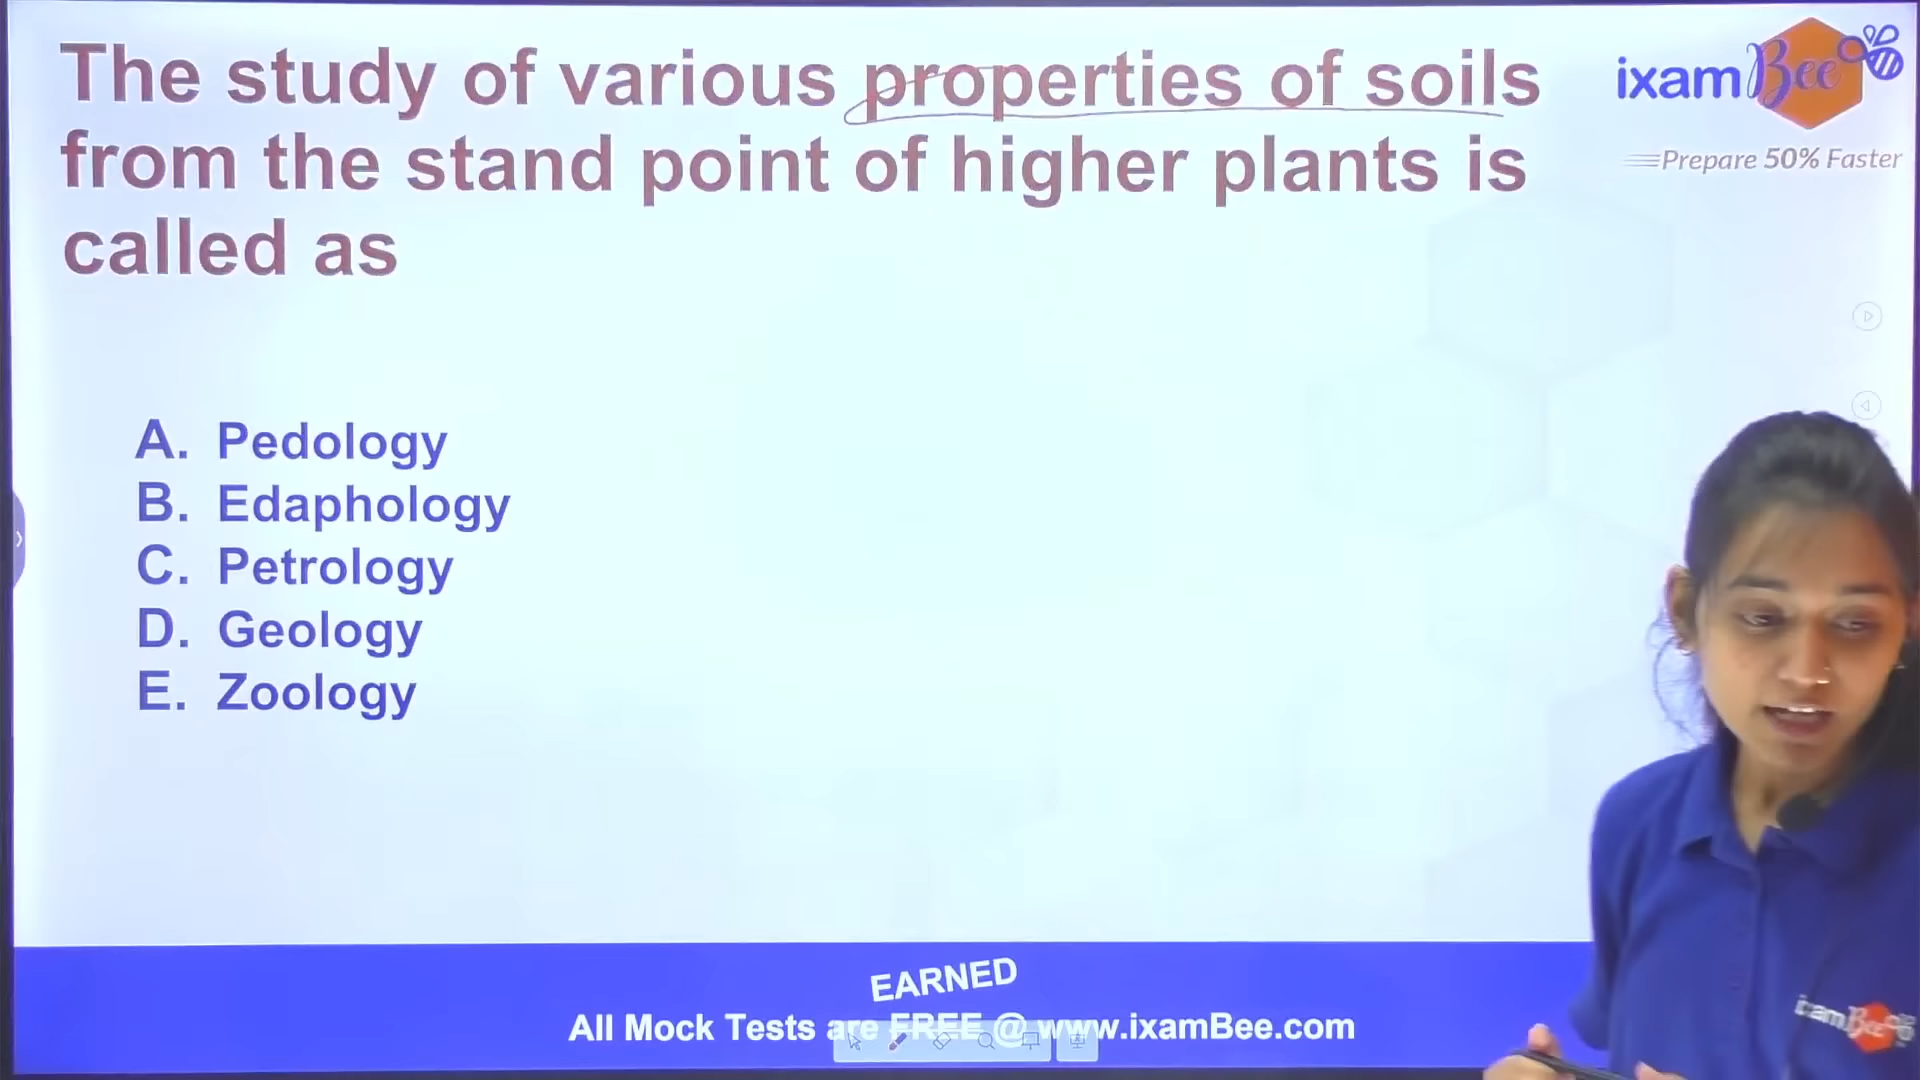 The study of various properties of soils
from the stand point of higher plants is
called as
ixamBee
Prepare 50% Faster
A. Pedology
B. Edaphology
C. Petrology
D. Geology
E. Zoology
EARNED
All Mock Tests are FREE @ www.ixamBee.com
ixamBee